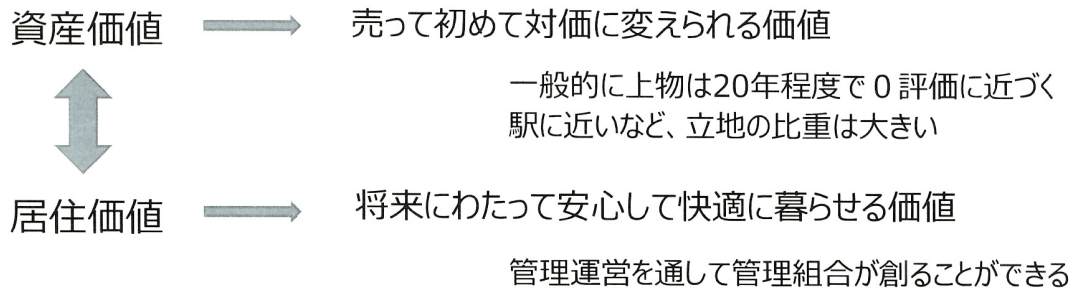 資産価値
売って初めて対価に変えられる価値
一般的に上物は20年程度で０評価に近づく
駅に近いなど、立地の比重は大きい
居住価値
将来にわたって安心して快適に暮らせる価値
管理運営を通して管理組合が創ることができる